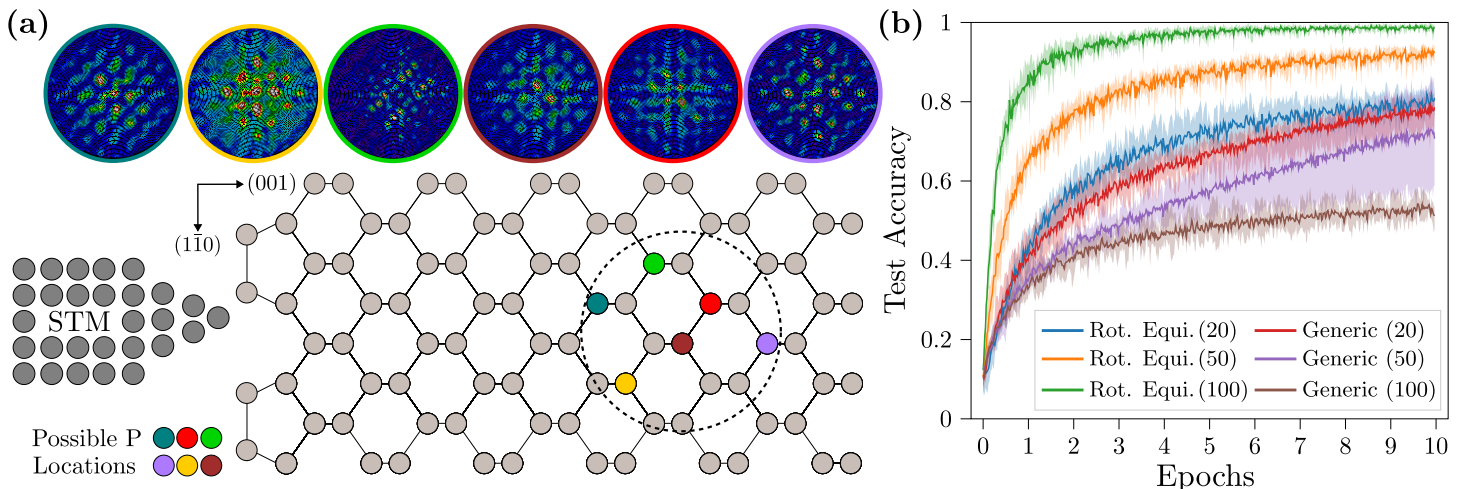 (a)
(001)
(11̄0)
STM
Possible P
Locations
(b)
Test Accuracy
1
0.8
0.6
0.4
0.2
0
Rot. Equi. (20)
Rot. Equi. (50)
Rot. Equi. (100)
Generic (20)
Generic (50)
Generic (100)
0 1 2 3 4 5 6 7 8 9 10
Epochs